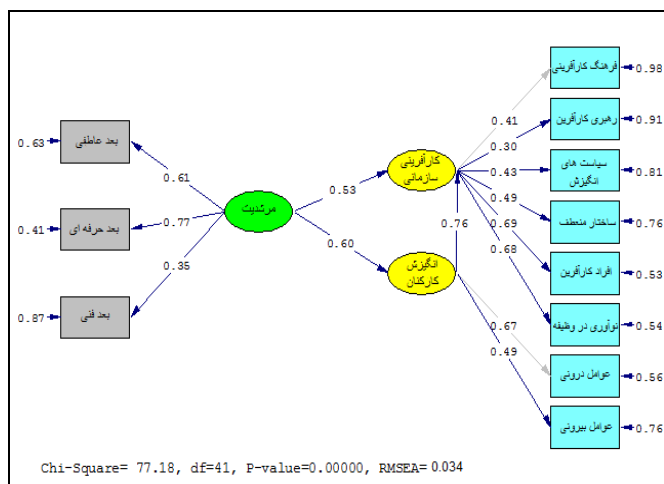 فرهنگ کارآفرینی
0.98
0.41
رهبری کارآفرین
0.91
0.30
بعد عاطفی
0.63
0.61
کارآفرینی
سازمانی
سیاست های
انگیزش
0.81
0.43
0.53
مرشدیت
ساختار منعطف
0.76
0.49
بعد حرفه ای
0.41
0.77
0.76
0.69
0.68
افراد کارآفرین
0.53
0.60
انگیزش
کارکنان
0.35
بعد فنی
0.87
نوآوری در وظیفه
0.54
0.67
0.49
عوامل درونی
0.56
عوامل بیرونی
0.76
Chi-Square= 77.18, df=41, P-value=0.00000, RMSEA= 0.034